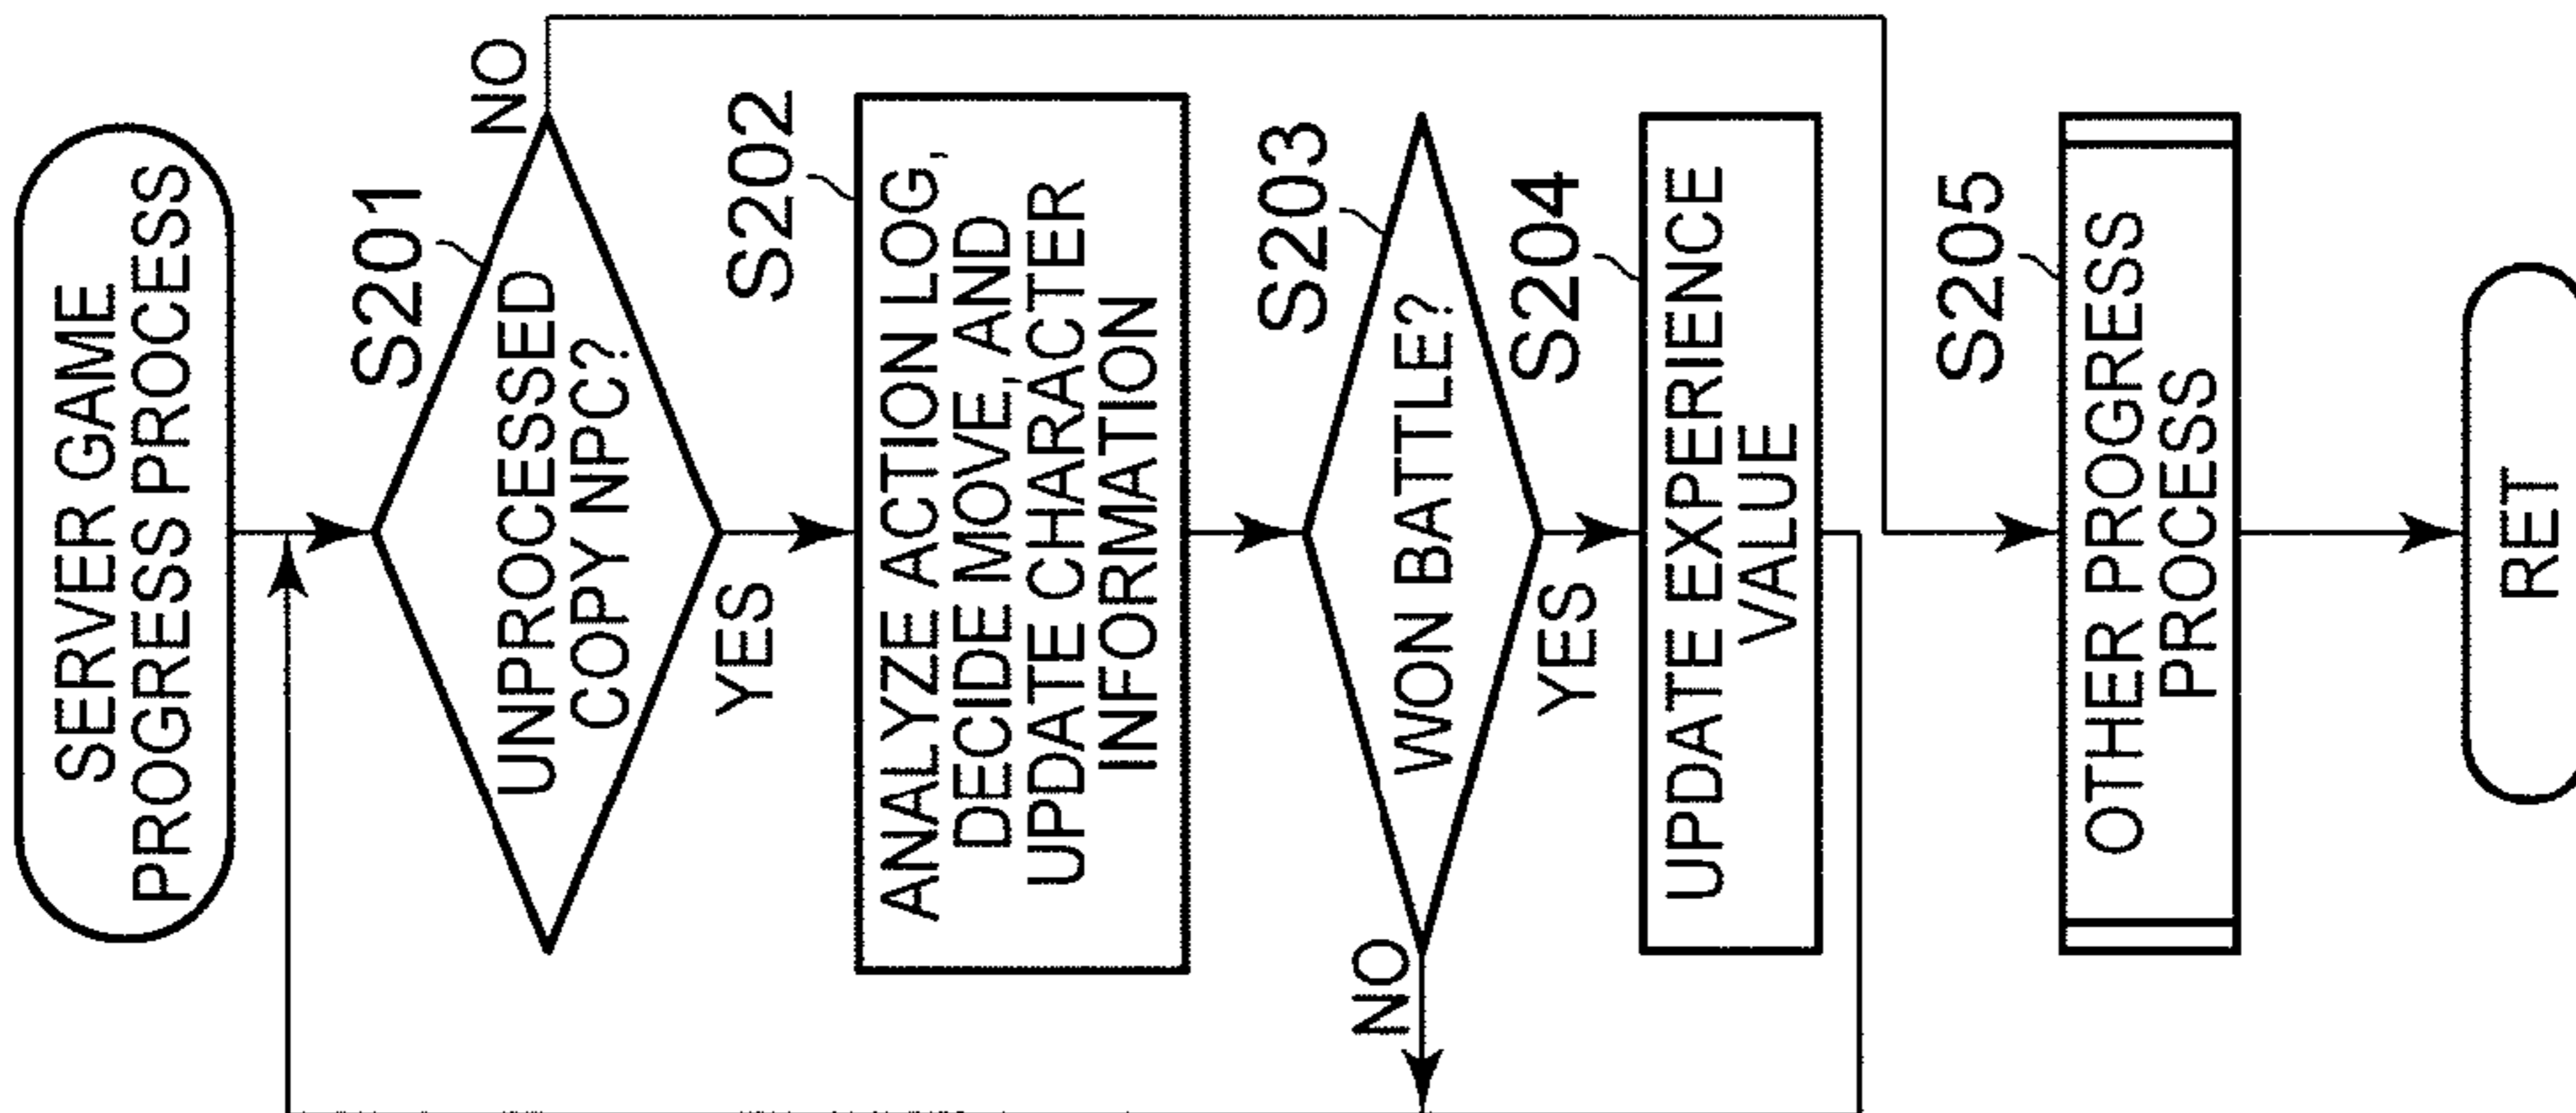 SERVER GAME
PROGRESS PROCESS
S201
UNPROCESSED
COPY NPC?
NO
YES
S202
ANALYZE ACTION LOG,
DECIDE MOVE, AND
UPDATE CHARACTER
INFORMATION
S203
WON BATTLE?
NO
YES
S204
UPDATE EXPERIENCE
VALUE
S205
OTHER PROGRESS
PROCESS
RET